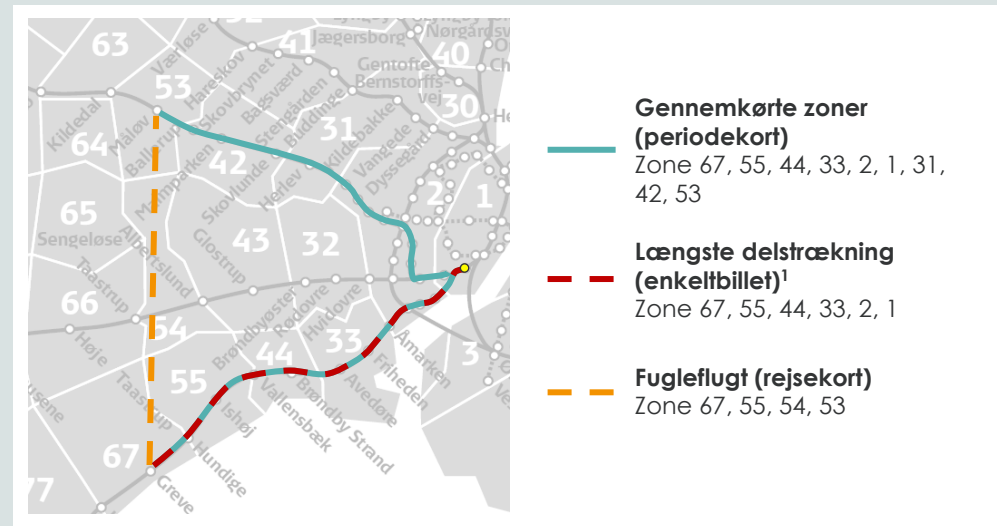 63
53
41
40
30
31
64
42
2
1
65
43
32
66
54
33
44
3
55
67
77
Værløse
Hareskov
Skovbrynet
Bagsværd
Stengården
Buddinge
Kildebakke
Vangede
Dyssegård
Jægersborg
Gentofte
Bernstorffs-
vej
Nørgårdsv
Kildedal
Måløv
Ballerup
Malmparken
Skovlunde
Herlev
Sengeløse
Taastrup
Albertslund
Glostrup
Brøndbyøster
Rødovre
Hvidovre
Høje
Taastrup
Åmarken
Friheden
Avedøre
Brøndby Strand
Vallensbæk
Ishøj
Hundige
Greve
Gennemkørte zoner
(periodekort)
Zone 67, 55, 44, 33, 2, 1, 31,
42, 53
Længste delstrækning
(enkeltbillet)¹
Zone 67, 55, 44, 33, 2, 1
Fugleflugt (rejsekort)
Zone 67, 55, 54, 53